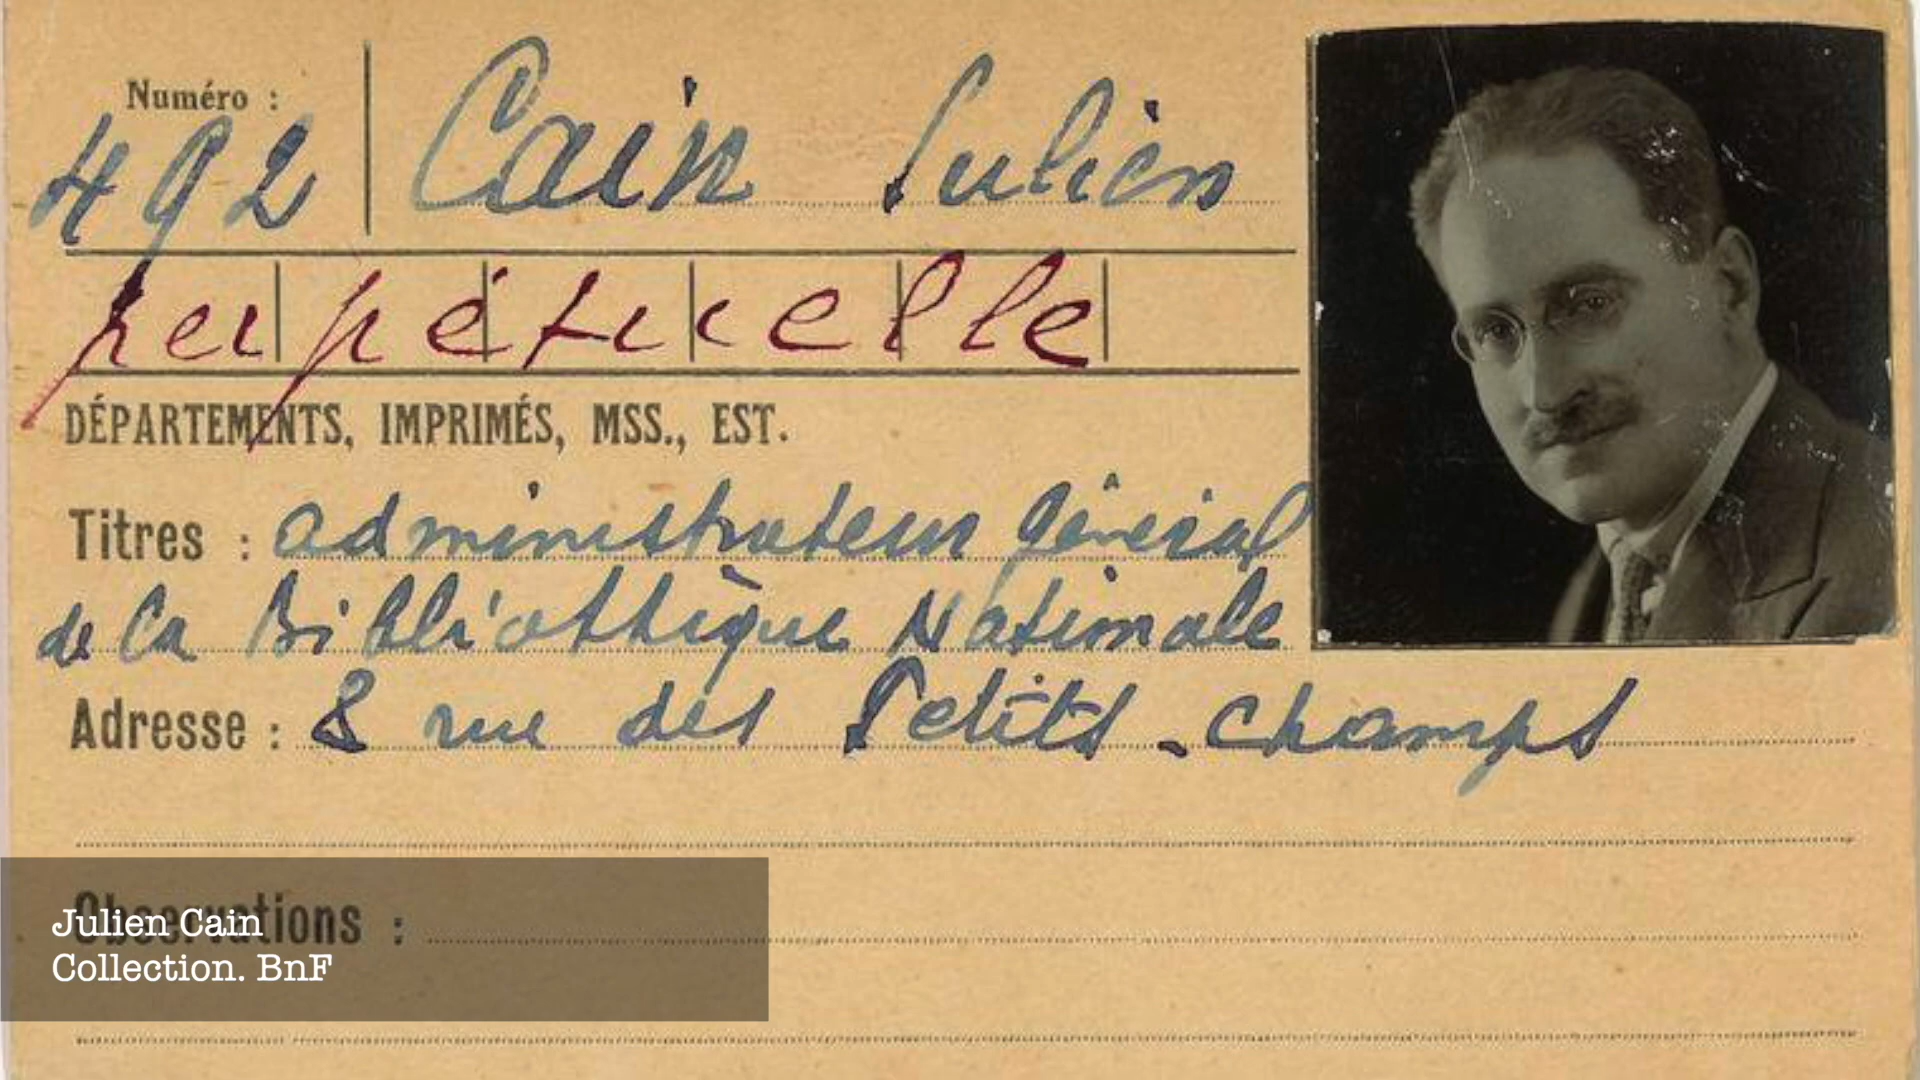 Numéro :
492
Cain Julien
perpétuelle
DÉPARTEMENTS, IMPRIMÉS, MSS., EST.
Titres : administrateur général
de la Bibliothèque Nationale
Adresse : 8 rue des Petits-champs
Observations :
Julien Cain
Collection. BnF